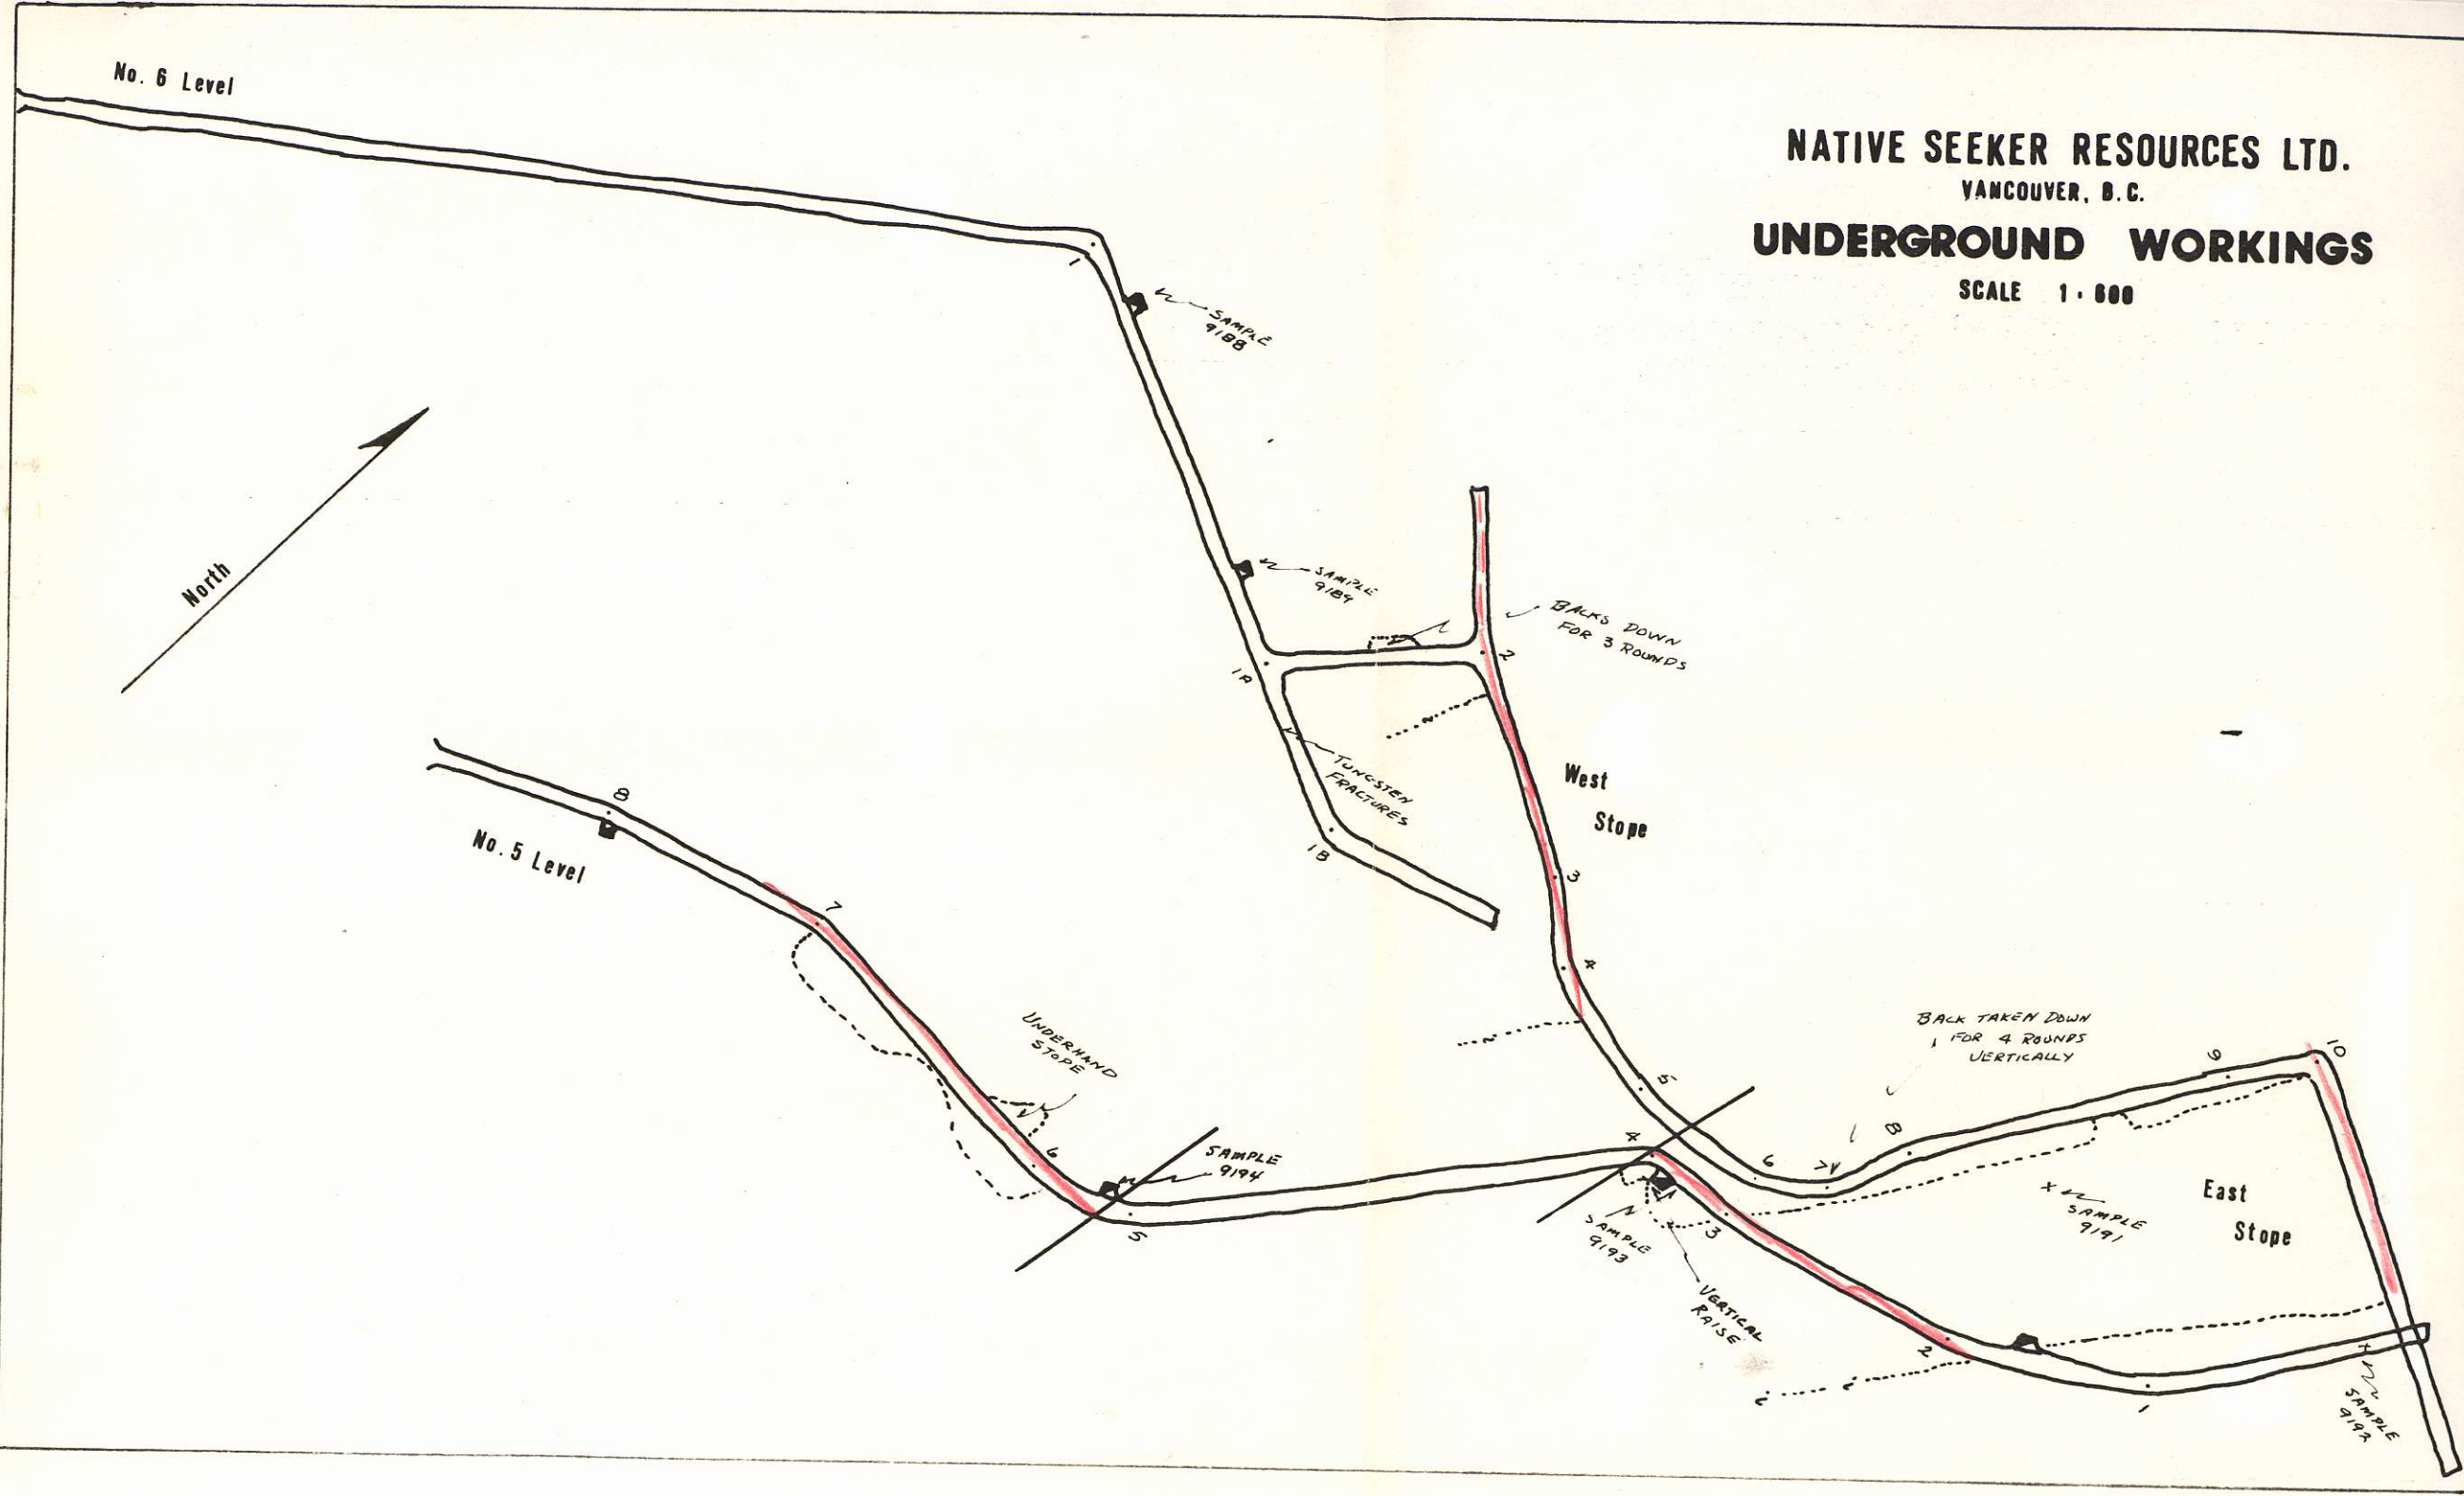 No. 6 Level
NATIVE SEEKER RESOURCES LTD.
VANCOUVER, B.C.
UNDERGROUND WORKINGS
SCALE 1 : 600
1
SAMPLE
9188
North
SAMPLE
9189
BACKS DOWN
FOR 3 ROUNDS
2
1A
TUNGSTEN
FRACTURES
West
Stope
1B
3
4
8
No. 5 Level
7
UNDERHAND
STOPE
6
SAMPLE
9194
5
BACK TAKEN DOWN
FOR 4 ROUNDS
VERTICALLY
5
4
6
7
8
9
10
SAMPLE
9193
3
VERTICAL
RAISE
SAMPLE
9191
East
Stope
2
1
SAMPLE
9192